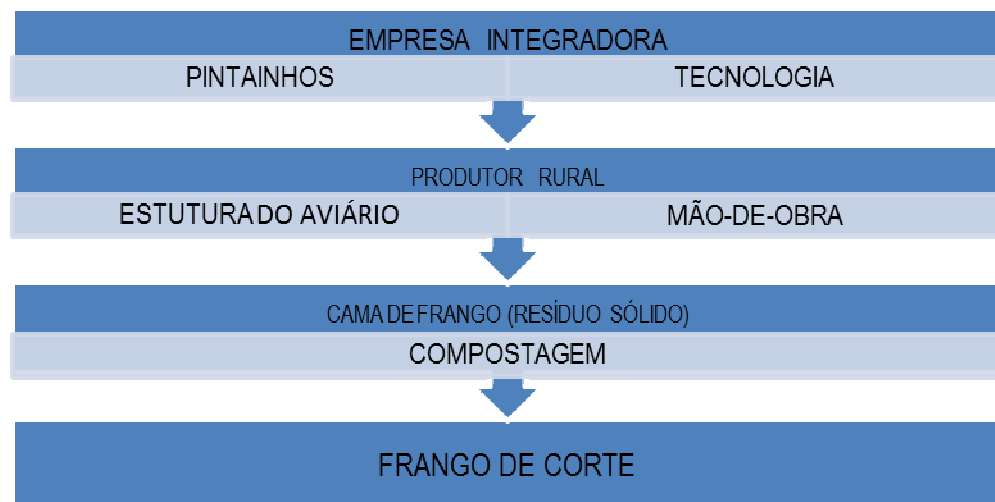 EMPRESA INTEGRADORA
PINTAINHOS TECNOLOGIA
PRODUTOR RURAL
ESTUTURA DO AVIÁRIO MÃO-DE-OBRA
CAMA DE FRANGO (RESÍDUO SÓLIDO)
COMPOSTAGEM
FRANGO DE CORTE